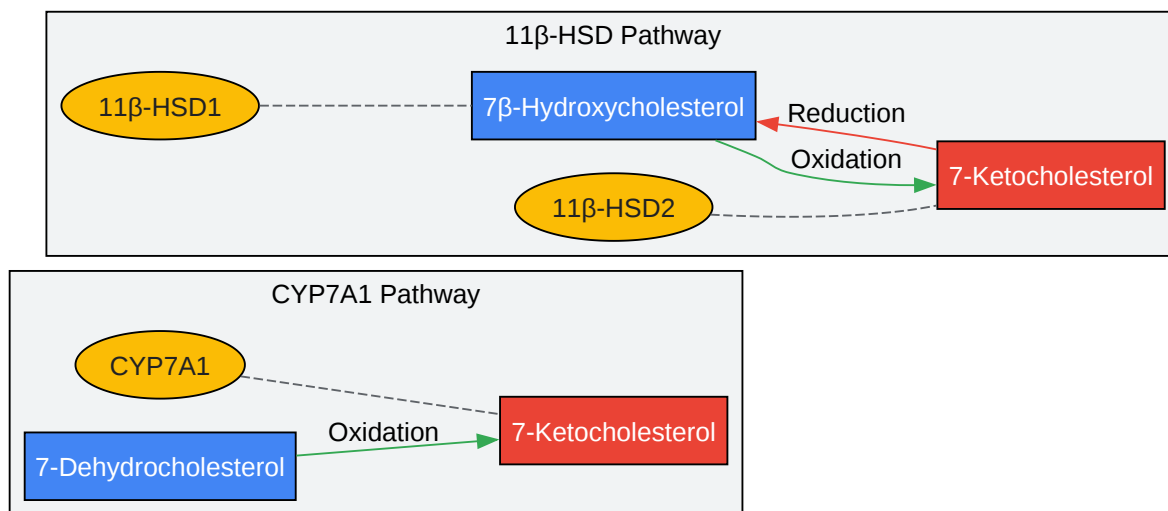 11β-HSD Pathway
11β-HSD1
7β-Hydroxycholesterol
Reduction
Oxidation
7-Ketocholesterol
11β-HSD2
CYP7A1 Pathway
CYP7A1
Oxidation
7-Ketocholesterol
7-Dehydrocholesterol